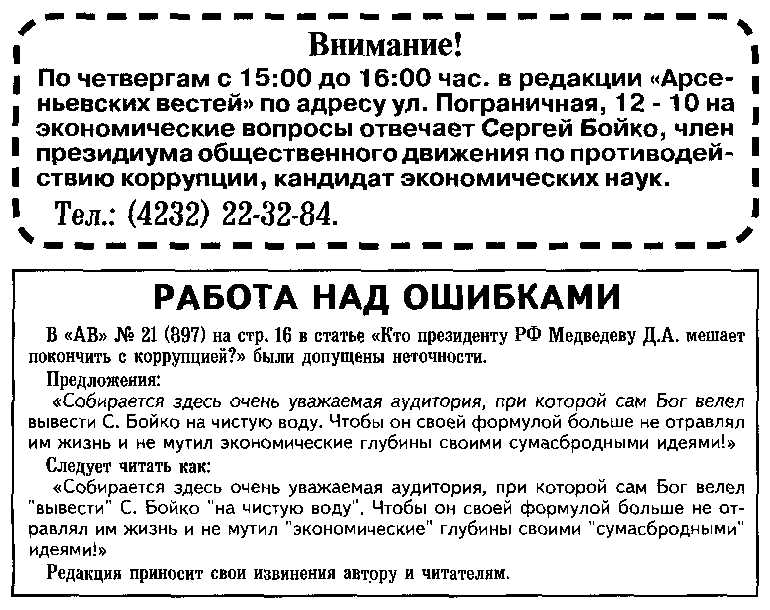 Внимание!
По четвергам с 15:00 до 16:00 час. в редакции «Арсе-
ньевских вестей» по адресу ул. Пограничная, 12 - 10 на
экономические вопросы отвечает Сергей Бойко, член
президиума общественного движения по противодей-
ствию коррупции, кандидат экономических наук.
Тел.: (4232) 22-32-84.
РАБОТА НАД ОШИБКАМИ
В «АВ» № 21 (897) на стр. 16 в статье «Кто президенту РФ Медведеву Д.А. мешает
покончить с коррупцией?» были допущены неточности.
Предложения:
«Собирается здесь очень уважаемая аудитория, при которой сам Бог велел
вывести С. Бойко на чистую воду. Чтобы он своей формулой больше не отравлял
им жизнь и не мутил экономические глубины своими сумасбродными идеями!»
Следует читать как:
«Собирается здесь очень уважаемая аудитория, при которой сам Бог велел
"вывести" С. Бойко "на чистую воду". Чтобы он своей формулой больше не от-
равлял им жизнь и не мутил "экономические" глубины своими "сумасбродными"
идеями!»
Редакция приносит свои извинения автору и читателям.